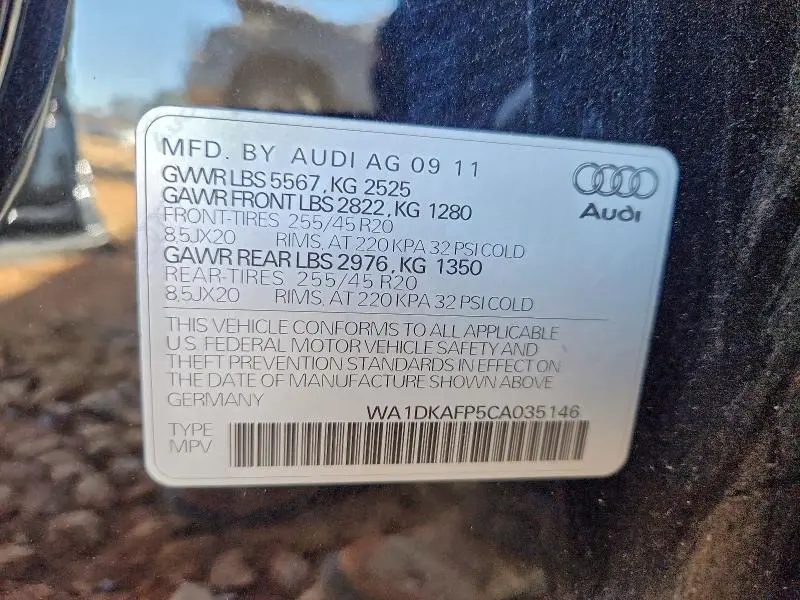 MFD. BY AUDI AG 09 11
GVWR LBS 5567, KG 2525
GAWR FRONT LBS 2822, KG 1280
FRONT-TIRES 255/45 R20
8,5JX20 RIMS, AT 220 KPA 32 PSI COLD
GAWR REAR LBS 2976, KG 1350
REAR-TIRES 255/45 R20
8,5JX20 RIMS, AT 220 KPA 32 PSI COLD
Audi
THIS VEHICLE CONFORMS TO ALL APPLICABLE
U.S. FEDERAL MOTOR VEHICLE SAFETY AND
THEFT PREVENTION STANDARDS IN EFFECT ON
THE DATE OF MANUFACTURE SHOWN ABOVE
GERMANY
WA1DKAFP5CA035146
TYPE
MPV